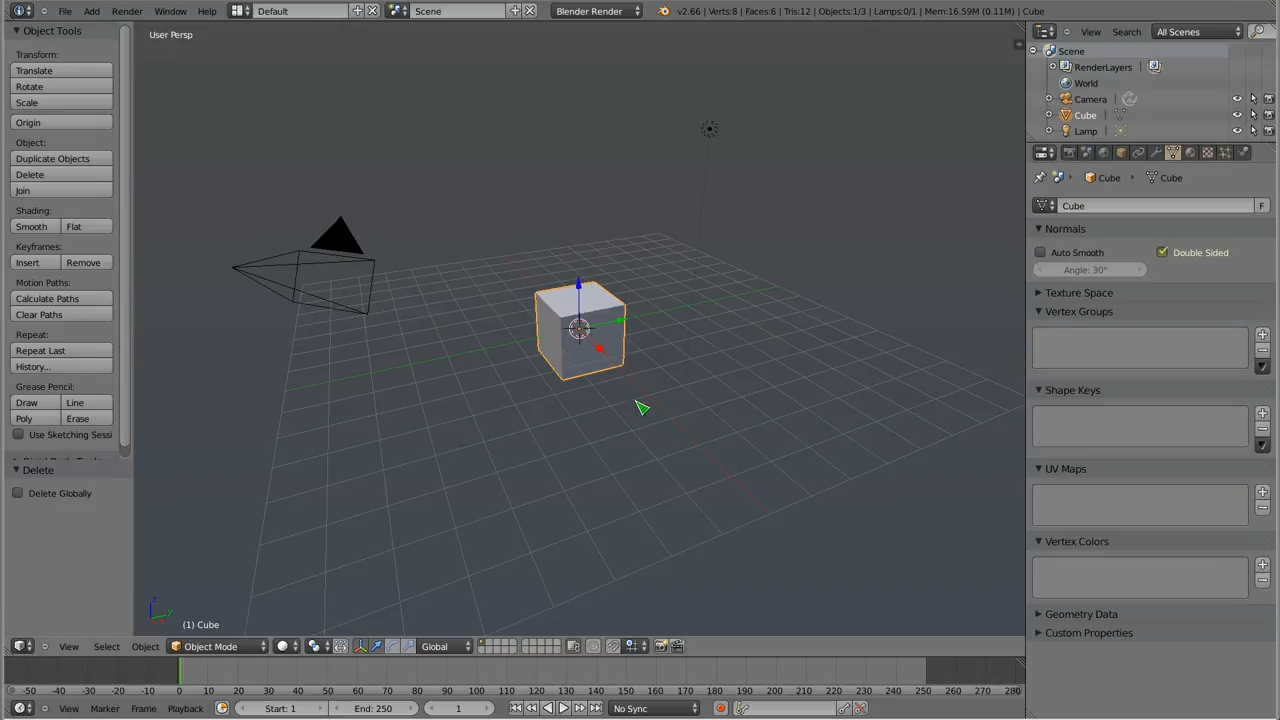 File Add Render Window Help Default Scene Blender Render v2.66 | Verts:8 | Faces:6 | Tris:12 | Objects:1/3 | Lamps:0/1 | Mem:16.59M (0.11M) | Cube
Object Tools
Transform:
Translate
Rotate
Scale
Origin
Object:
Duplicate Objects
Delete
Join
Shading:
Smooth Flat
Keyframes:
Insert Remove
Motion Paths:
Calculate Paths
Clear Paths
Repeat:
Repeat Last
History...
Grease Pencil:
Draw Line
Poly Erase
Use Sketching Sessi
Delete
Delete Globally
User Persp
z
y
(1) Cube
View Select Object Object Mode Global
View Search All Scenes
Scene
RenderLayers
World
Camera
Cube
Lamp
Cube Cube
Cube F
Normals
Auto Smooth Double Sided
Angle: 30°
Texture Space
Vertex Groups
Shape Keys
UV Maps
Vertex Colors
Geometry Data
Custom Properties
-50 -40 -30 -20 -10 0 10 20 30 40 50 60 70 80 90 100 110 120 130 140 150 160 170 180 190 200 210 220 230 240 250 260 270 280
View Marker Frame Playback Start: 1 End: 250 1 No Sync